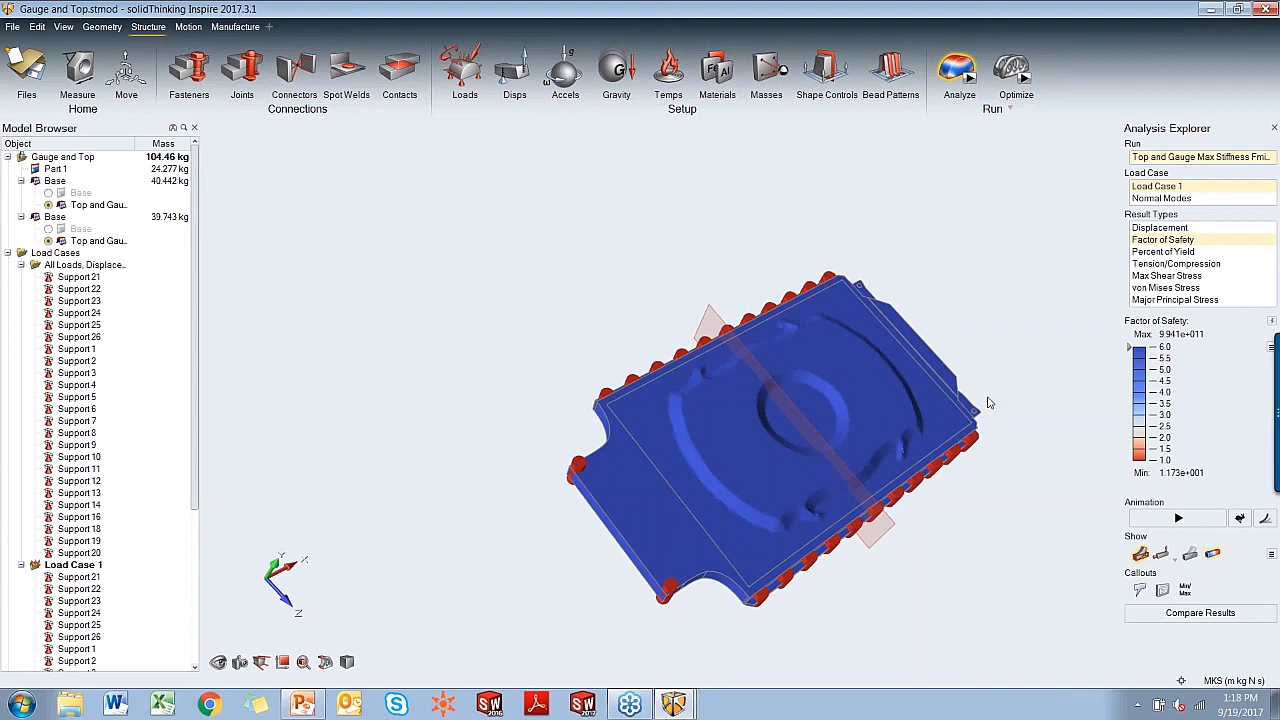 Gauge and Top.stmod - solidThinking Inspire 2017.3.1
File Edit View Geometry Structure Motion Manufacture +
Files Measure Move Fasteners Joints Connectors Spot Welds Contacts Loads Disps Accels Gravity Temps Materials Masses Shape Controls Bead Patterns Analyze Optimize
Home Connections Setup Run
Model Browser
Object Mass
Gauge and Top 104.46 kg
Part 1 24.277 kg
Base 40.442 kg
Base
Top and Gau..
Base 39.743 kg
Base
Top and Gau..
Load Cases
All Loads, Displace..
Support 21
Support 22
Support 23
Support 24
Support 25
Support 26
Support 1
Support 2
Support 3
Support 4
Support 5
Support 6
Support 7
Support 8
Support 9
Support 10
Support 11
Support 12
Support 13
Support 14
Support 16
Support 18
Support 19
Support 20
Load Case 1
Support 21
Support 22
Support 23
Support 24
Support 25
Support 26
Support 1
Support 2
Y
X
Z
Analysis Explorer
Run
Top and Gauge Max Stiffness Fmi..
Load Case
Load Case 1
Normal Modes
Result Types
Displacement
Factor of Safety
Percent of Yield
Tension/Compression
Max Shear Stress
von Mises Stress
Major Principal Stress
Factor of Safety:
Max: 9.941e+011
6.0
5.5
5.0
4.5
4.0
3.5
3.0
2.5
2.0
1.5
1.0
Min: 1.173e+001
Animation
Show
Callouts
Min/
Max
Compare Results
MKS (m kg N s)
1:18 PM
9/19/2017